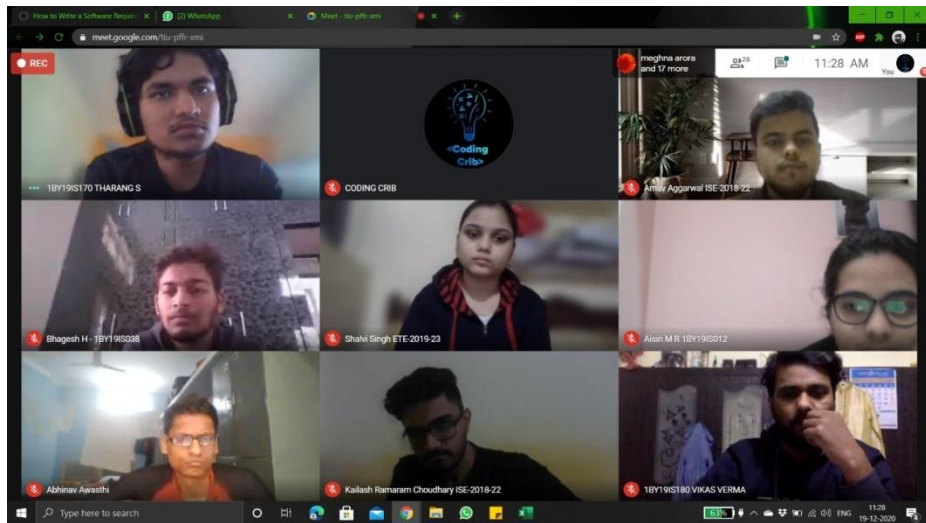 How to Write a Software Require
(2) WhatsApp
Meet - tiu-pffr-xmi
meet.google.com/tiu-pffr-xmi
ABP
REC
meghna arora
and 17 more
28
11:28 AM
You
<Coding
Crib>
1BY19IS170 THARANG S
CODING CRIB
Arnav Aggarwal ISE-2018-22
Bhagesh H - 1BY19IS038
Shalvi Singh ETE-2019-23
Aisiri M R 1BY19IS012
Abhinav Awasthi
Kailash Ramaram Choudhary ISE-2018-22
1BY19IS180 VIKAS VERMA
Type here to search
63%
ENG
11:28
19-12-2020